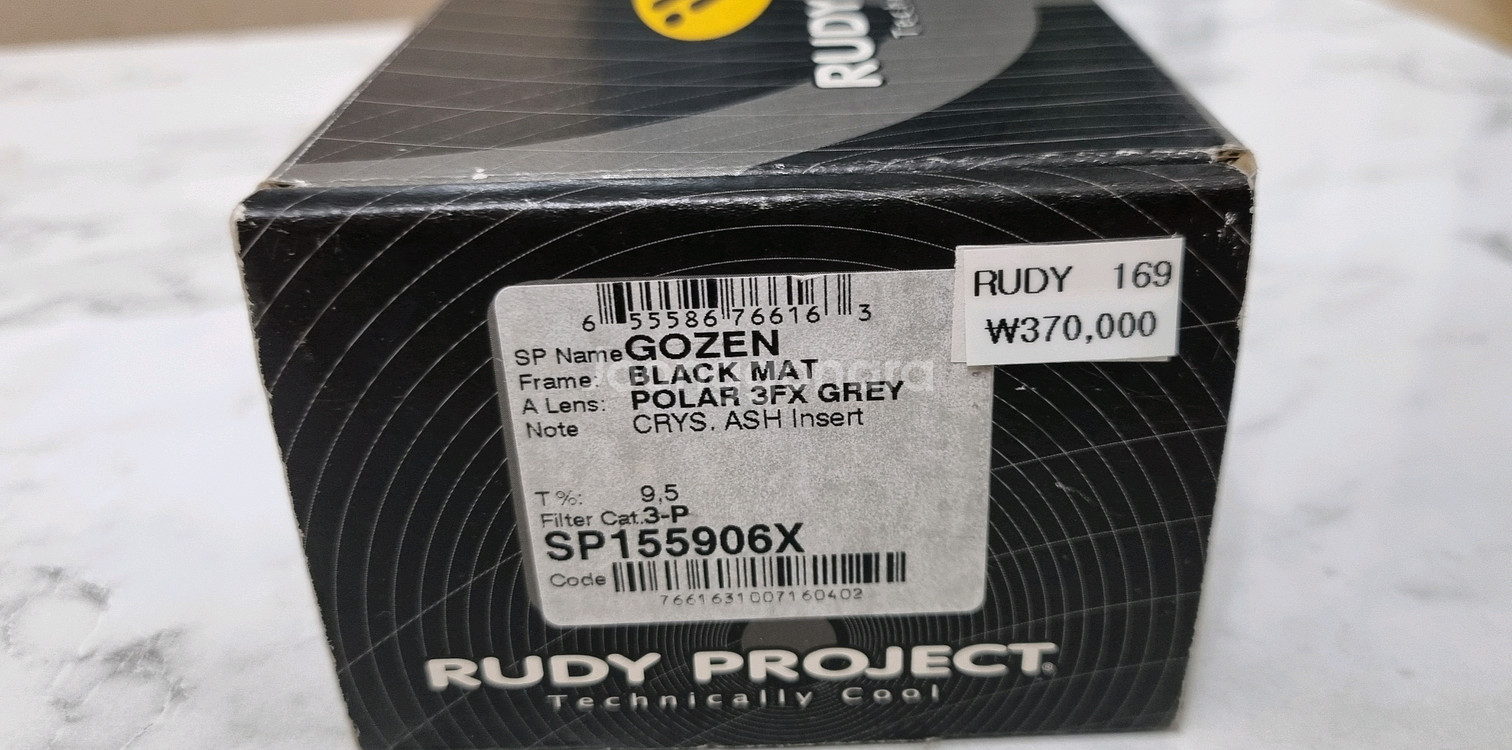 RUDY
RUDY 169
₩370,000
6 55586 76616 3
SP Name GOZEN
Frame: BLACK MAT
A Lens: POLAR 3FX GREY
Note CRYS. ASH Insert
T %: 9,5
Filter Cat. 3-P
SP155906X
Code
7661631007160402
RUDY PROJECT®
Technically Cool